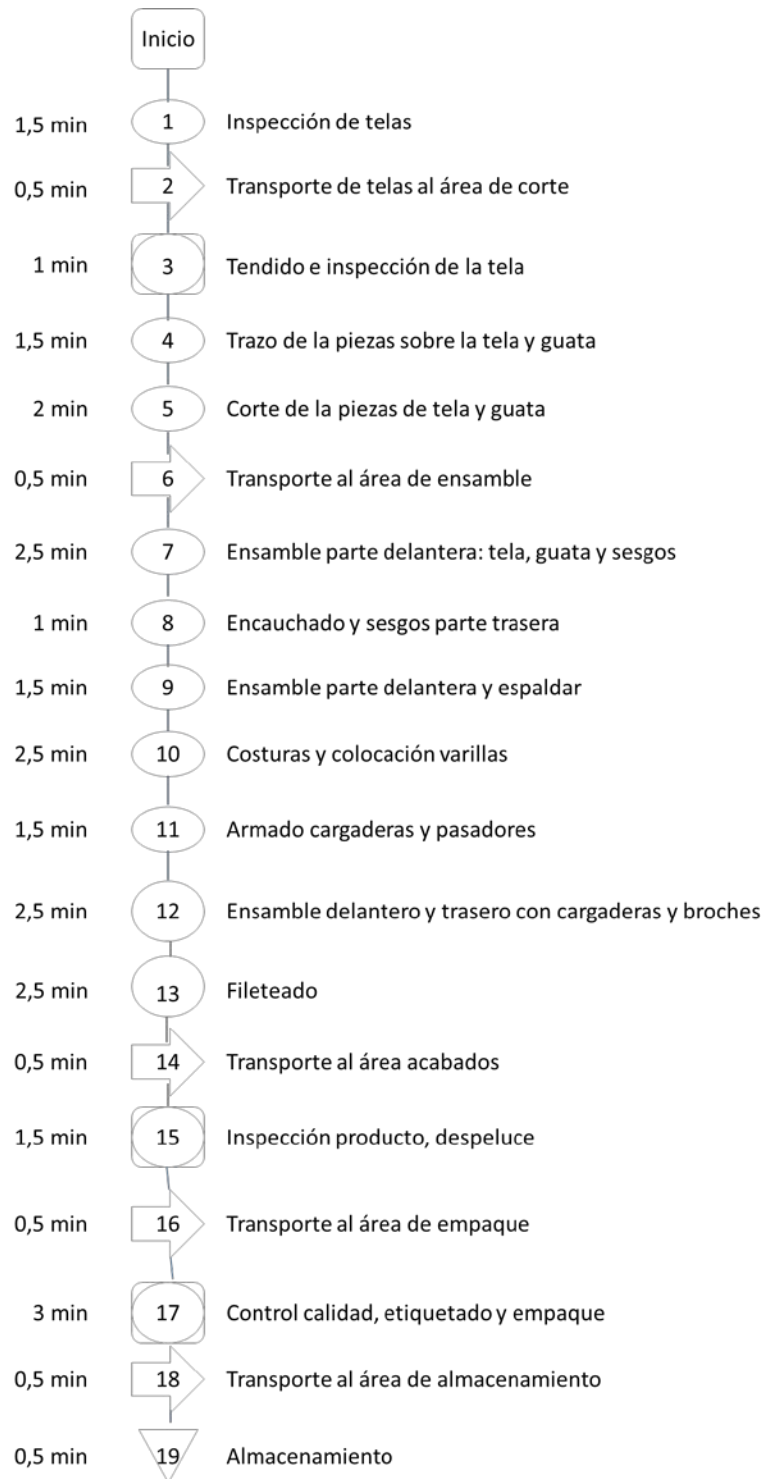 Inicio
1,5 min 1 Inspección de telas
0,5 min 2 Transporte de telas al área de corte
1 min 3 Tendido e inspección de la tela
1,5 min 4 Trazo de la piezas sobre la tela y guata
2 min 5 Corte de la piezas de tela y guata
0,5 min 6 Transporte al área de ensamble
2,5 min 7 Ensamble parte delantera: tela, guata y sesgos
1 min 8 Encauchado y sesgos parte trasera
1,5 min 9 Ensamble parte delantera y espaldar
2,5 min 10 Costuras y colocación varillas
1,5 min 11 Armado cargaderas y pasadores
2,5 min 12 Ensamble delantero y trasero con cargaderas y broches
2,5 min 13 Fileteado
0,5 min 14 Transporte al área acabados
1,5 min 15 Inspección producto, despeluce
0,5 min 16 Transporte al área de empaque
3 min 17 Control calidad, etiquetado y empaque
0,5 min 18 Transporte al área de almacenamiento
0,5 min 19 Almacenamiento